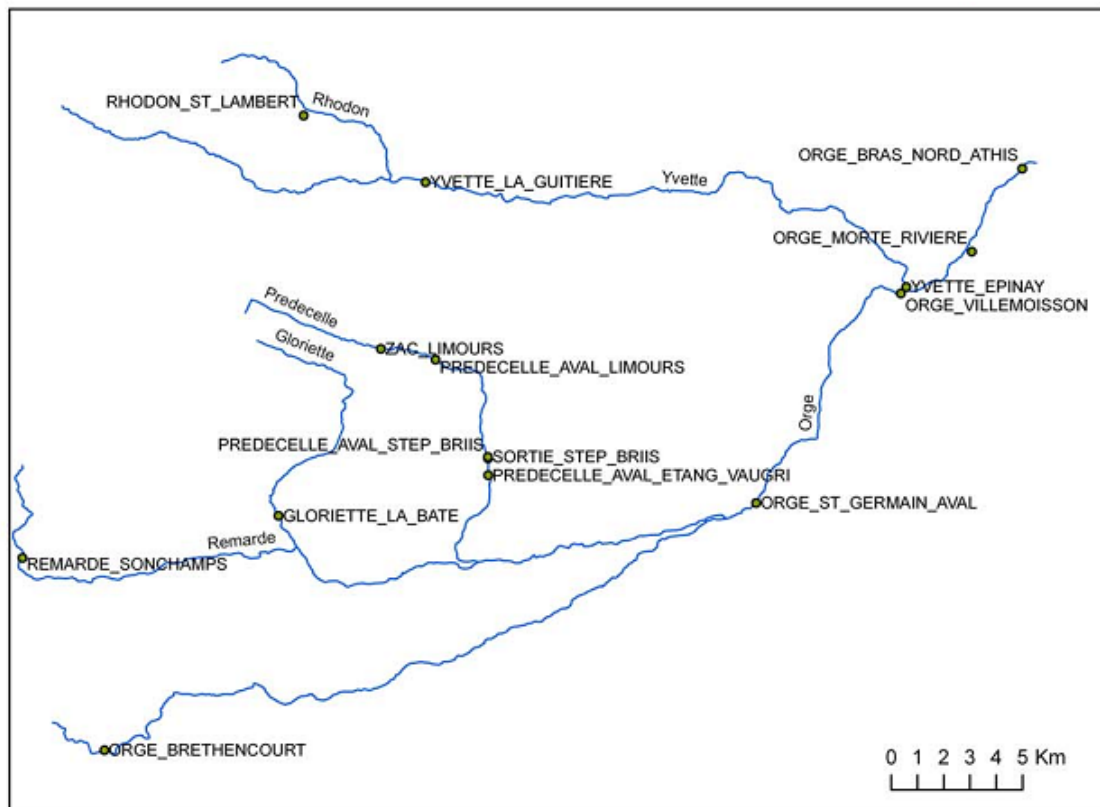 RHODON_ST_LAMBERT
Rhodon
ORGE_BRAS_NORD_ATHIS
YVETTE_LA_GUITIERE
Yvette
ORGE_MORTE_RIVIERE
YVETTE_EPINAY
ORGE_VILLEMOISSON
Predecelle
Gloriette
ZAC_LIMOURS
PREDECELLE_AVAL_LIMOURS
Orge
PREDECELLE_AVAL_STEP_BRIIS
SORTIE_STEP_BRIIS
PREDECELLE_AVAL_ETANG_VAUGRI
ORGE_ST_GERMAIN_AVAL
GLORIETTE_LA_BATE
Remarde
REMARDE_SONCHAMPS
ORGE_BRETHENCOURT
0 1 2 3 4 5 Km